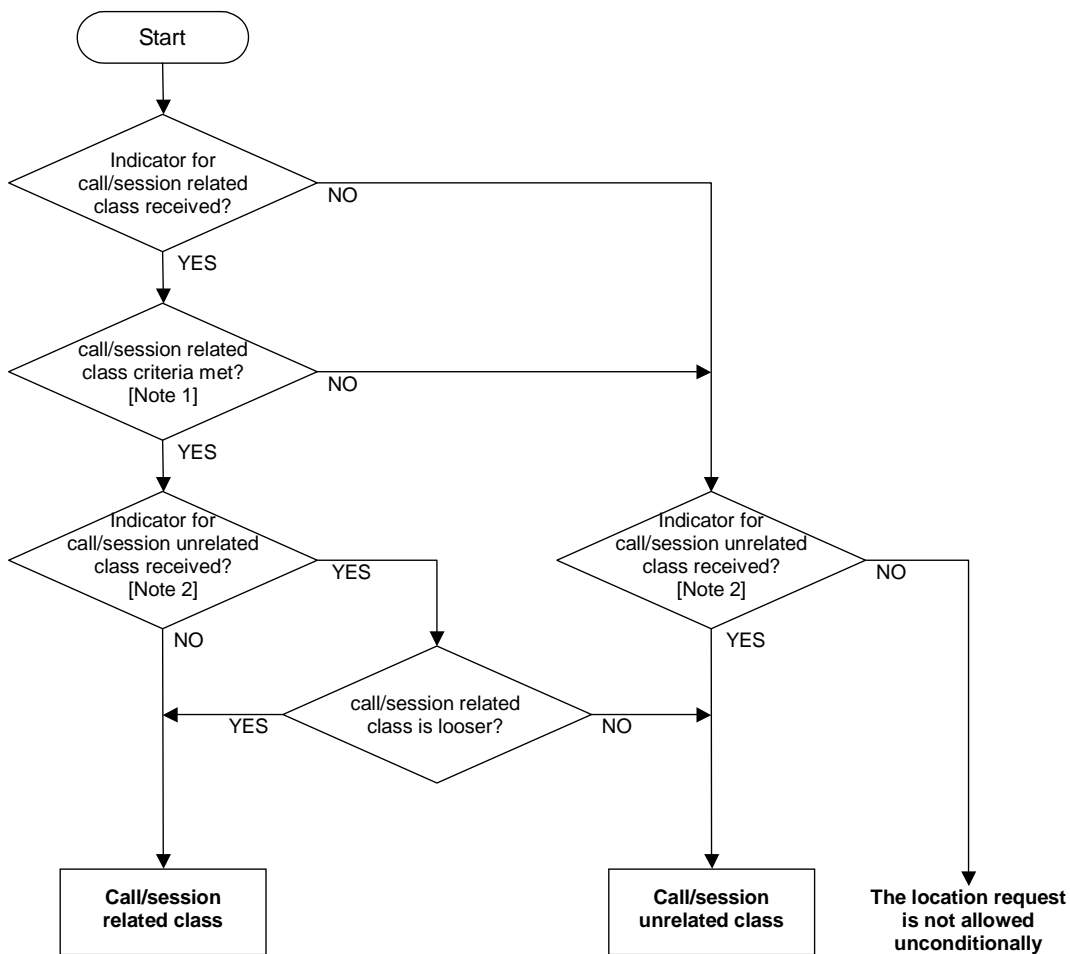 Start
Indicator for
call/session related
class received?
NO
YES
call/session related
class criteria met?
[Note 1]
NO
YES
Indicator for
call/session unrelated
class received?
[Note 2]
YES
NO
Indicator for
call/session unrelated
class received?
[Note 2]
NO
YES
call/session related
class is looser?
YES
NO
Call/session
related class
Call/session
unrelated class
The location request
is not allowed
unconditionally